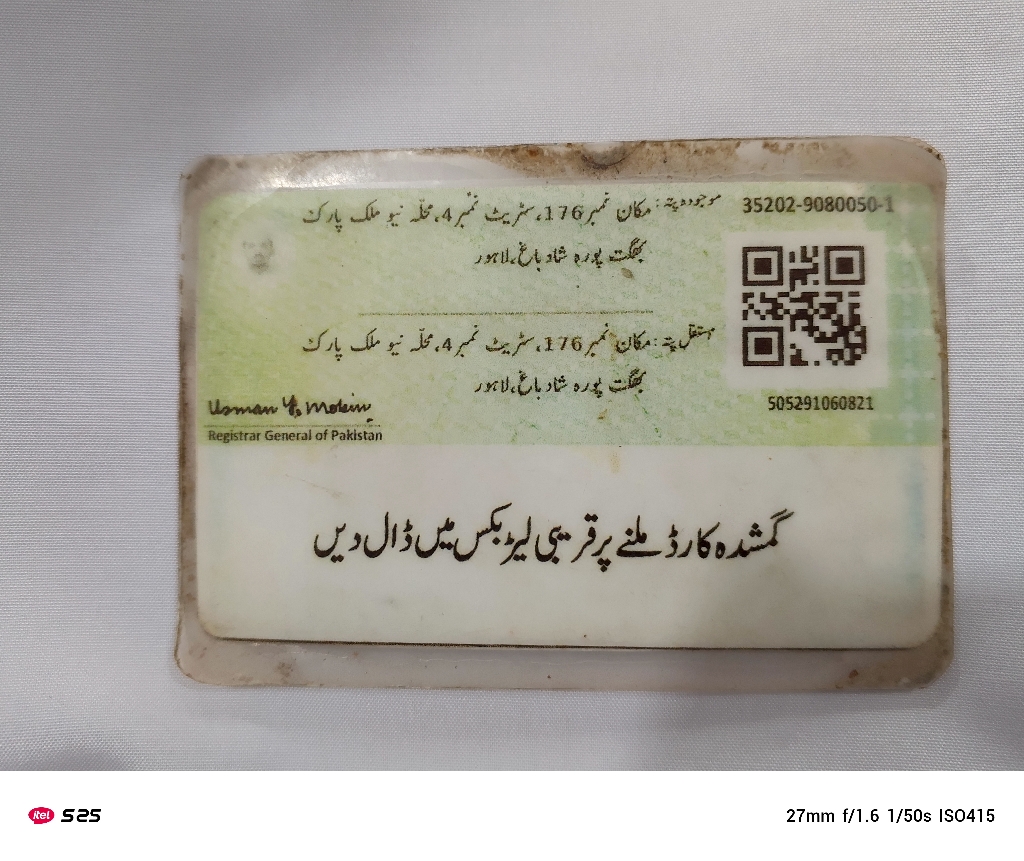 35202-9080050-1
موجودہ پتہ: مکان نمبر 176، سٹریٹ نمبر 4، محلہ نیو ملک پارک
بھگت پورہ شاد باغ، لاہور
مستقل پتہ: مکان نمبر 176، سٹریٹ نمبر 4، محلہ نیو ملک پارک
بھگت پورہ شاد باغ، لاہور
505291060821
Usman Y. Mobin
Registrar General of Pakistan
گمشدہ کارڈ ملنے پر قریبی لیٹر بکس میں ڈال دیں
itel S25
27mm f/1.6 1/50s ISO415